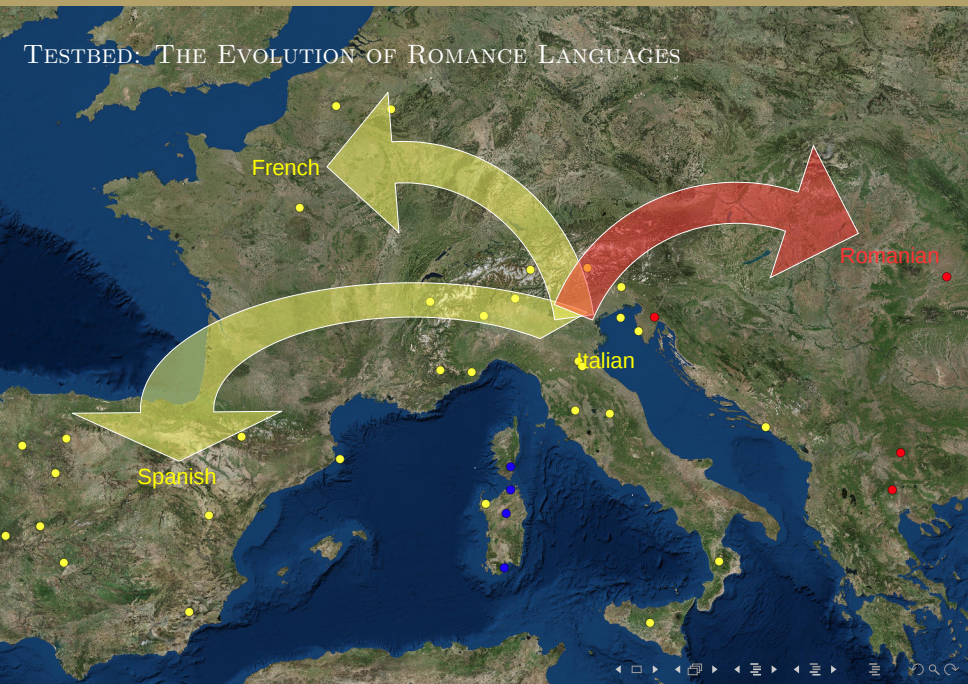 Testbed: The Evolution of Romance Languages
French
Romanian
Italian
Spanish